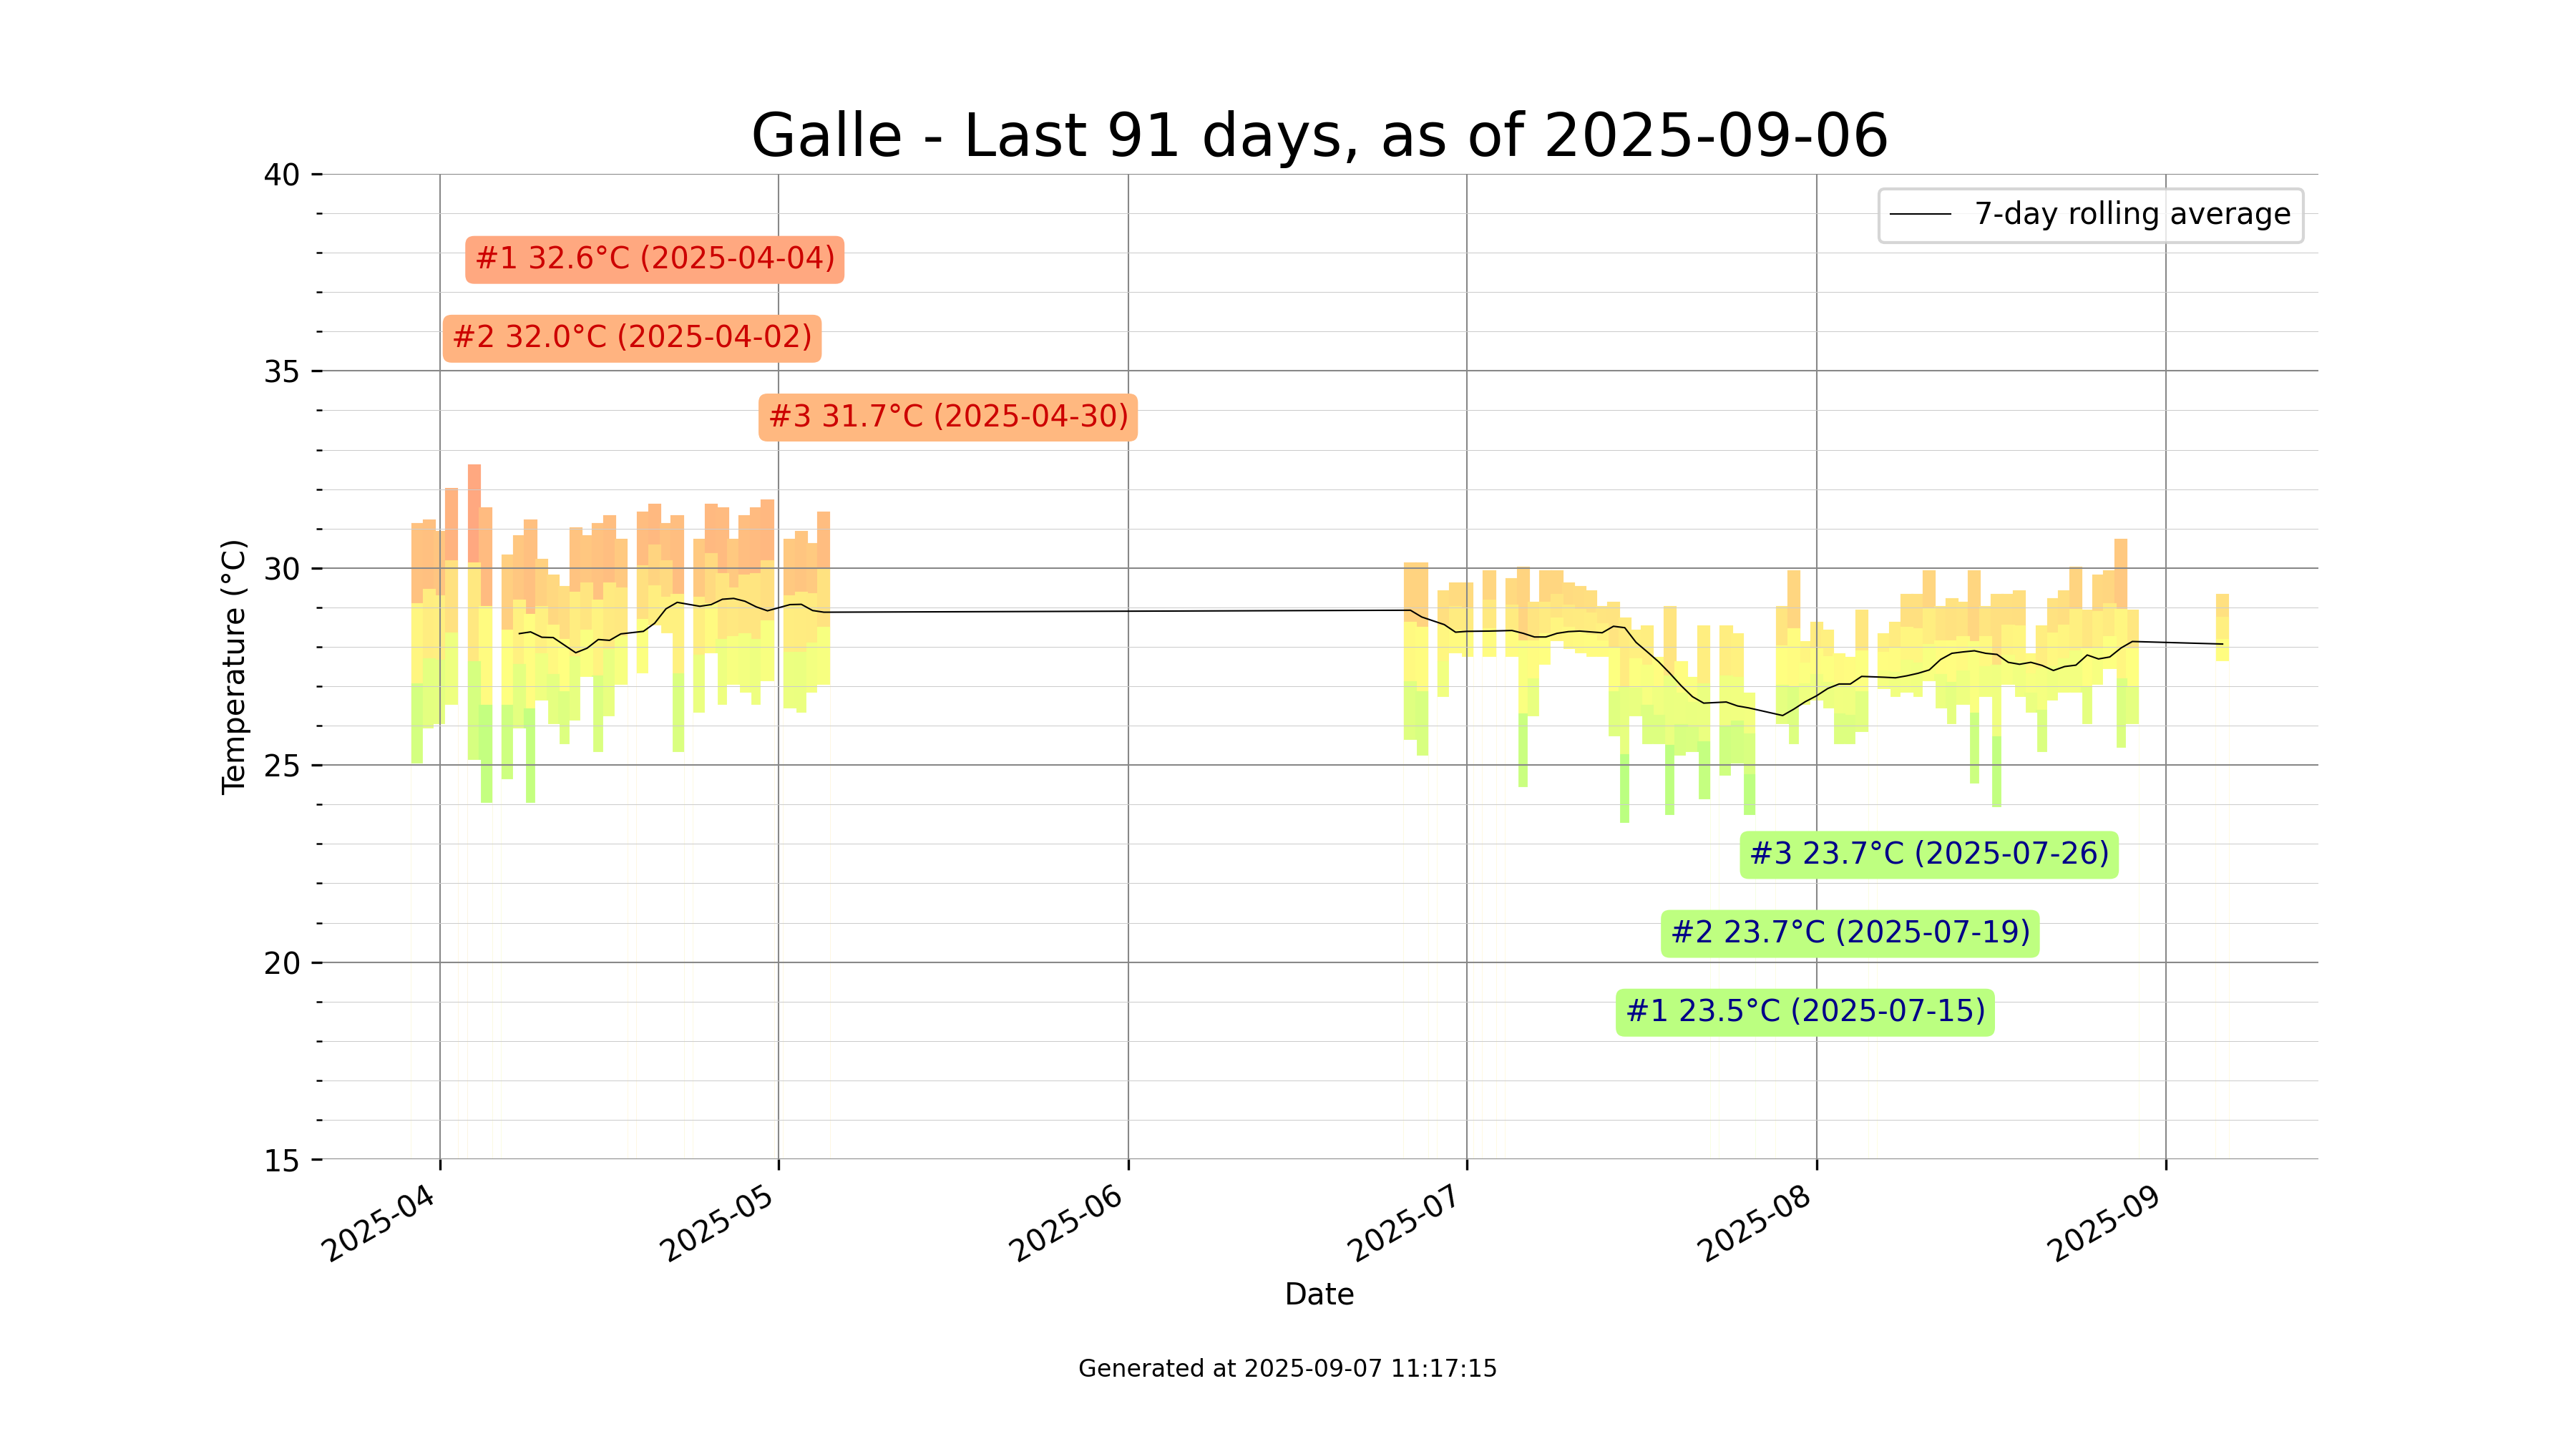 Galle - Last 91 days, as of 2025-09-06
40
7-day rolling average
#1 32.6°C (2025-04-04)
#2 32.0°C (2025-04-02)
35
#3 31.7°C (2025-04-30)
30
Temperature (°C)
25
#3 23.7°C (2025-07-26)
#2 23.7°C (2025-07-19)
20
#1 23.5°C (2025-07-15)
15
2025-04
2025-05
2025-06
2025-07
2025-08
2025-09
Date
Generated at 2025-09-07 11:17:15